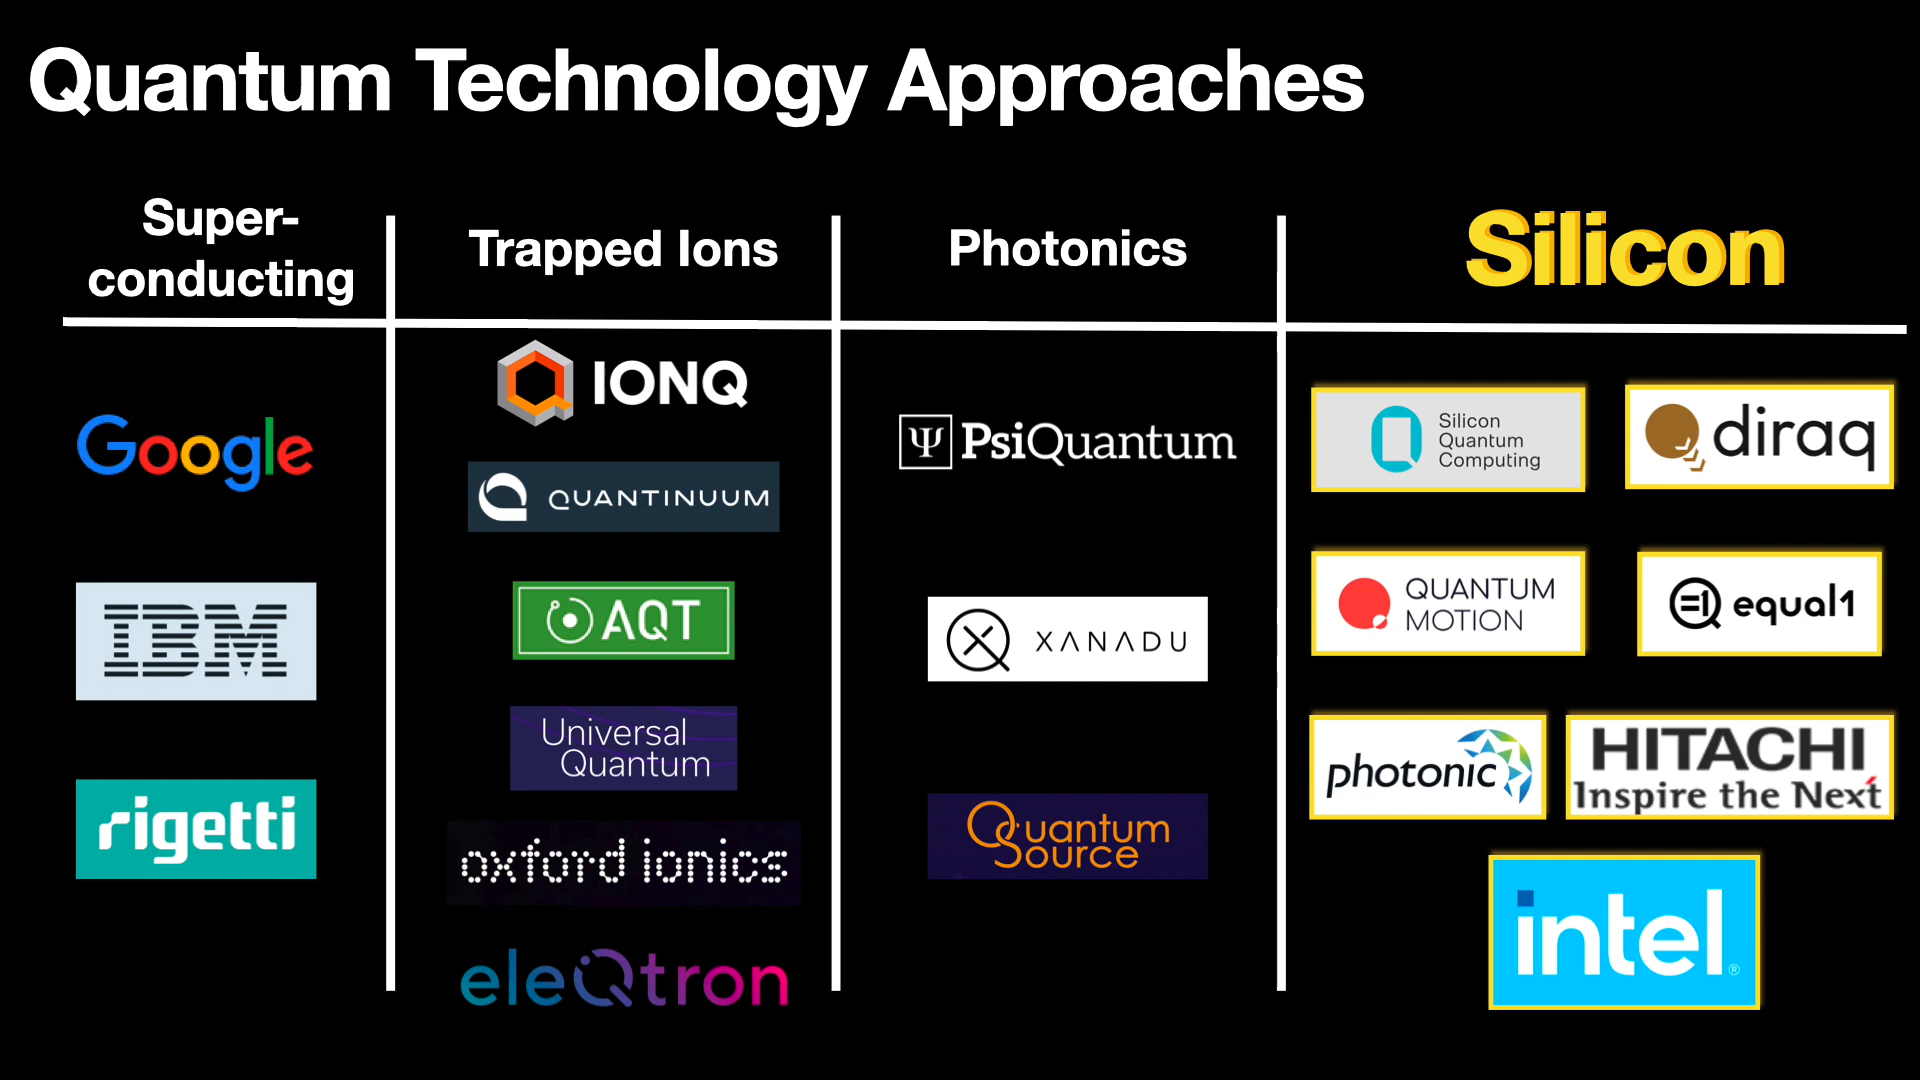 Quantum Technology Approaches
Super-
conducting
Trapped Ions
Photonics
Silicon
Google
IBM
rigetti
IONQ
QUANTINUUM
AQT
Universal
Quantum
oxford ionics
eleQtron
Ψ PsiQuantum
XANADU
Quantum
Source
Silicon
Quantum
Computing
diraq
QUANTUM
MOTION
=1 equal1
photonic
HITACHI
Inspire the Next
intel®